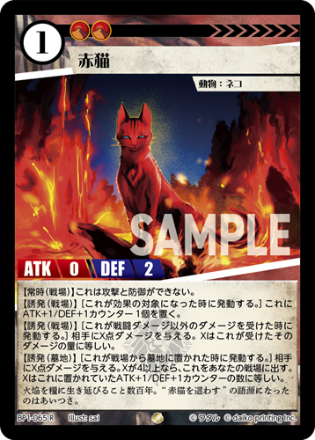 1
赤猫
動物：ネコ
SAMPLE
ATK 0 DEF 2
【常時(戦場)】これは攻撃と防御ができない。
【誘発(戦場)】[これが効果の対象になった時に発動する。]これに
ATK+1/DEF+1カウンター1個を置く。
【誘発(戦場)】[これが戦闘ダメージ以外のダメージを受けた時に
発動する。]相手にX点ダメージを与える。Xはこれが受けたその
ダメージの量に等しい。
【誘発(墓地)】[これが戦場から墓地に置かれた時に発動する。]相手
にX点ダメージを与える。Xが4以上なら、これをあなたの戦場に出す。
Xはこれに置かれていたATK+1/DEF+1カウンターの数に等しい。
火焔を糧に生き延びること数百年。"赤猫を這わす"の語源になったの
はあいつさ。
BP1-065 R Illust: sai
© ララル © daiko printing Inc.